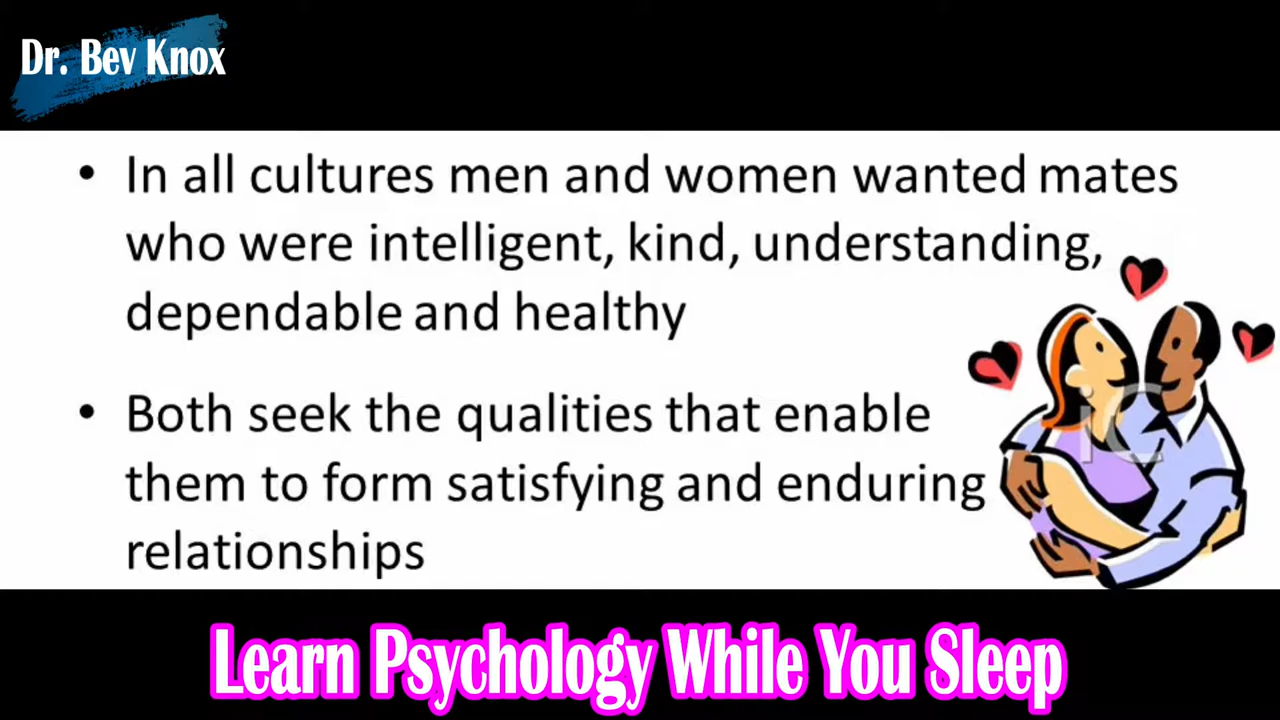 Dr. Bev Knox
• In all cultures men and women wanted mates
who were intelligent, kind, understanding,
dependable and healthy
• Both seek the qualities that enable
them to form satisfying and enduring
relationships
iC
Learn Psychology While You Sleep